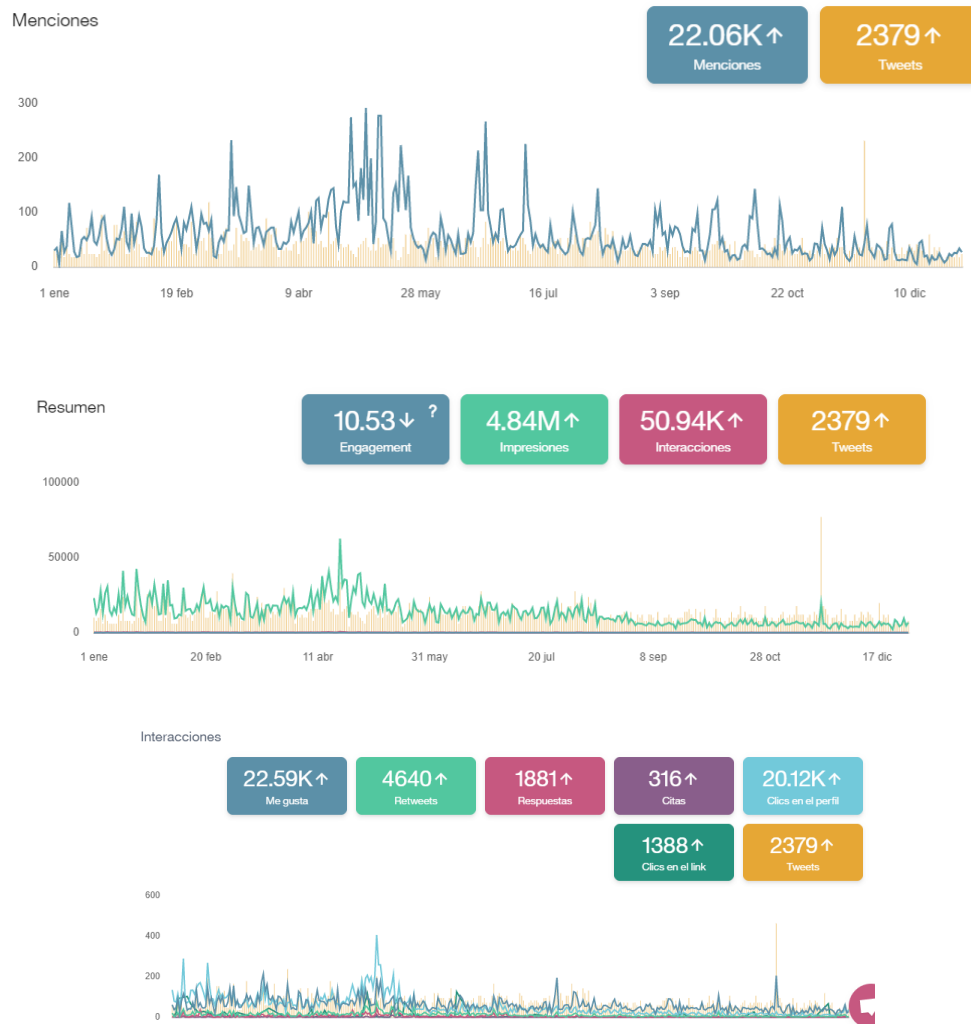 Menciones
22.06K↑ 2379↑
Menciones Tweets
300
200
100
0
1 ene 19 feb 9 abr 28 may 16 jul 3 sep 22 oct 10 dic
Resumen
10.53↓ ? 4.84M↑ 50.94K↑ 2379↑
Engagement Impresiones Interacciones Tweets
100000
50000
0
1 ene 20 feb 11 abr 31 may 20 jul 8 sep 28 oct 17 dic
Interacciones
22.59K↑ 4640↑ 1881↑ 316↑ 20.12K↑
Me gusta Retweets Respuestas Citas Clics en el perfil
1388↑ 2379↑
Clics en el link Tweets
600
400
200
0